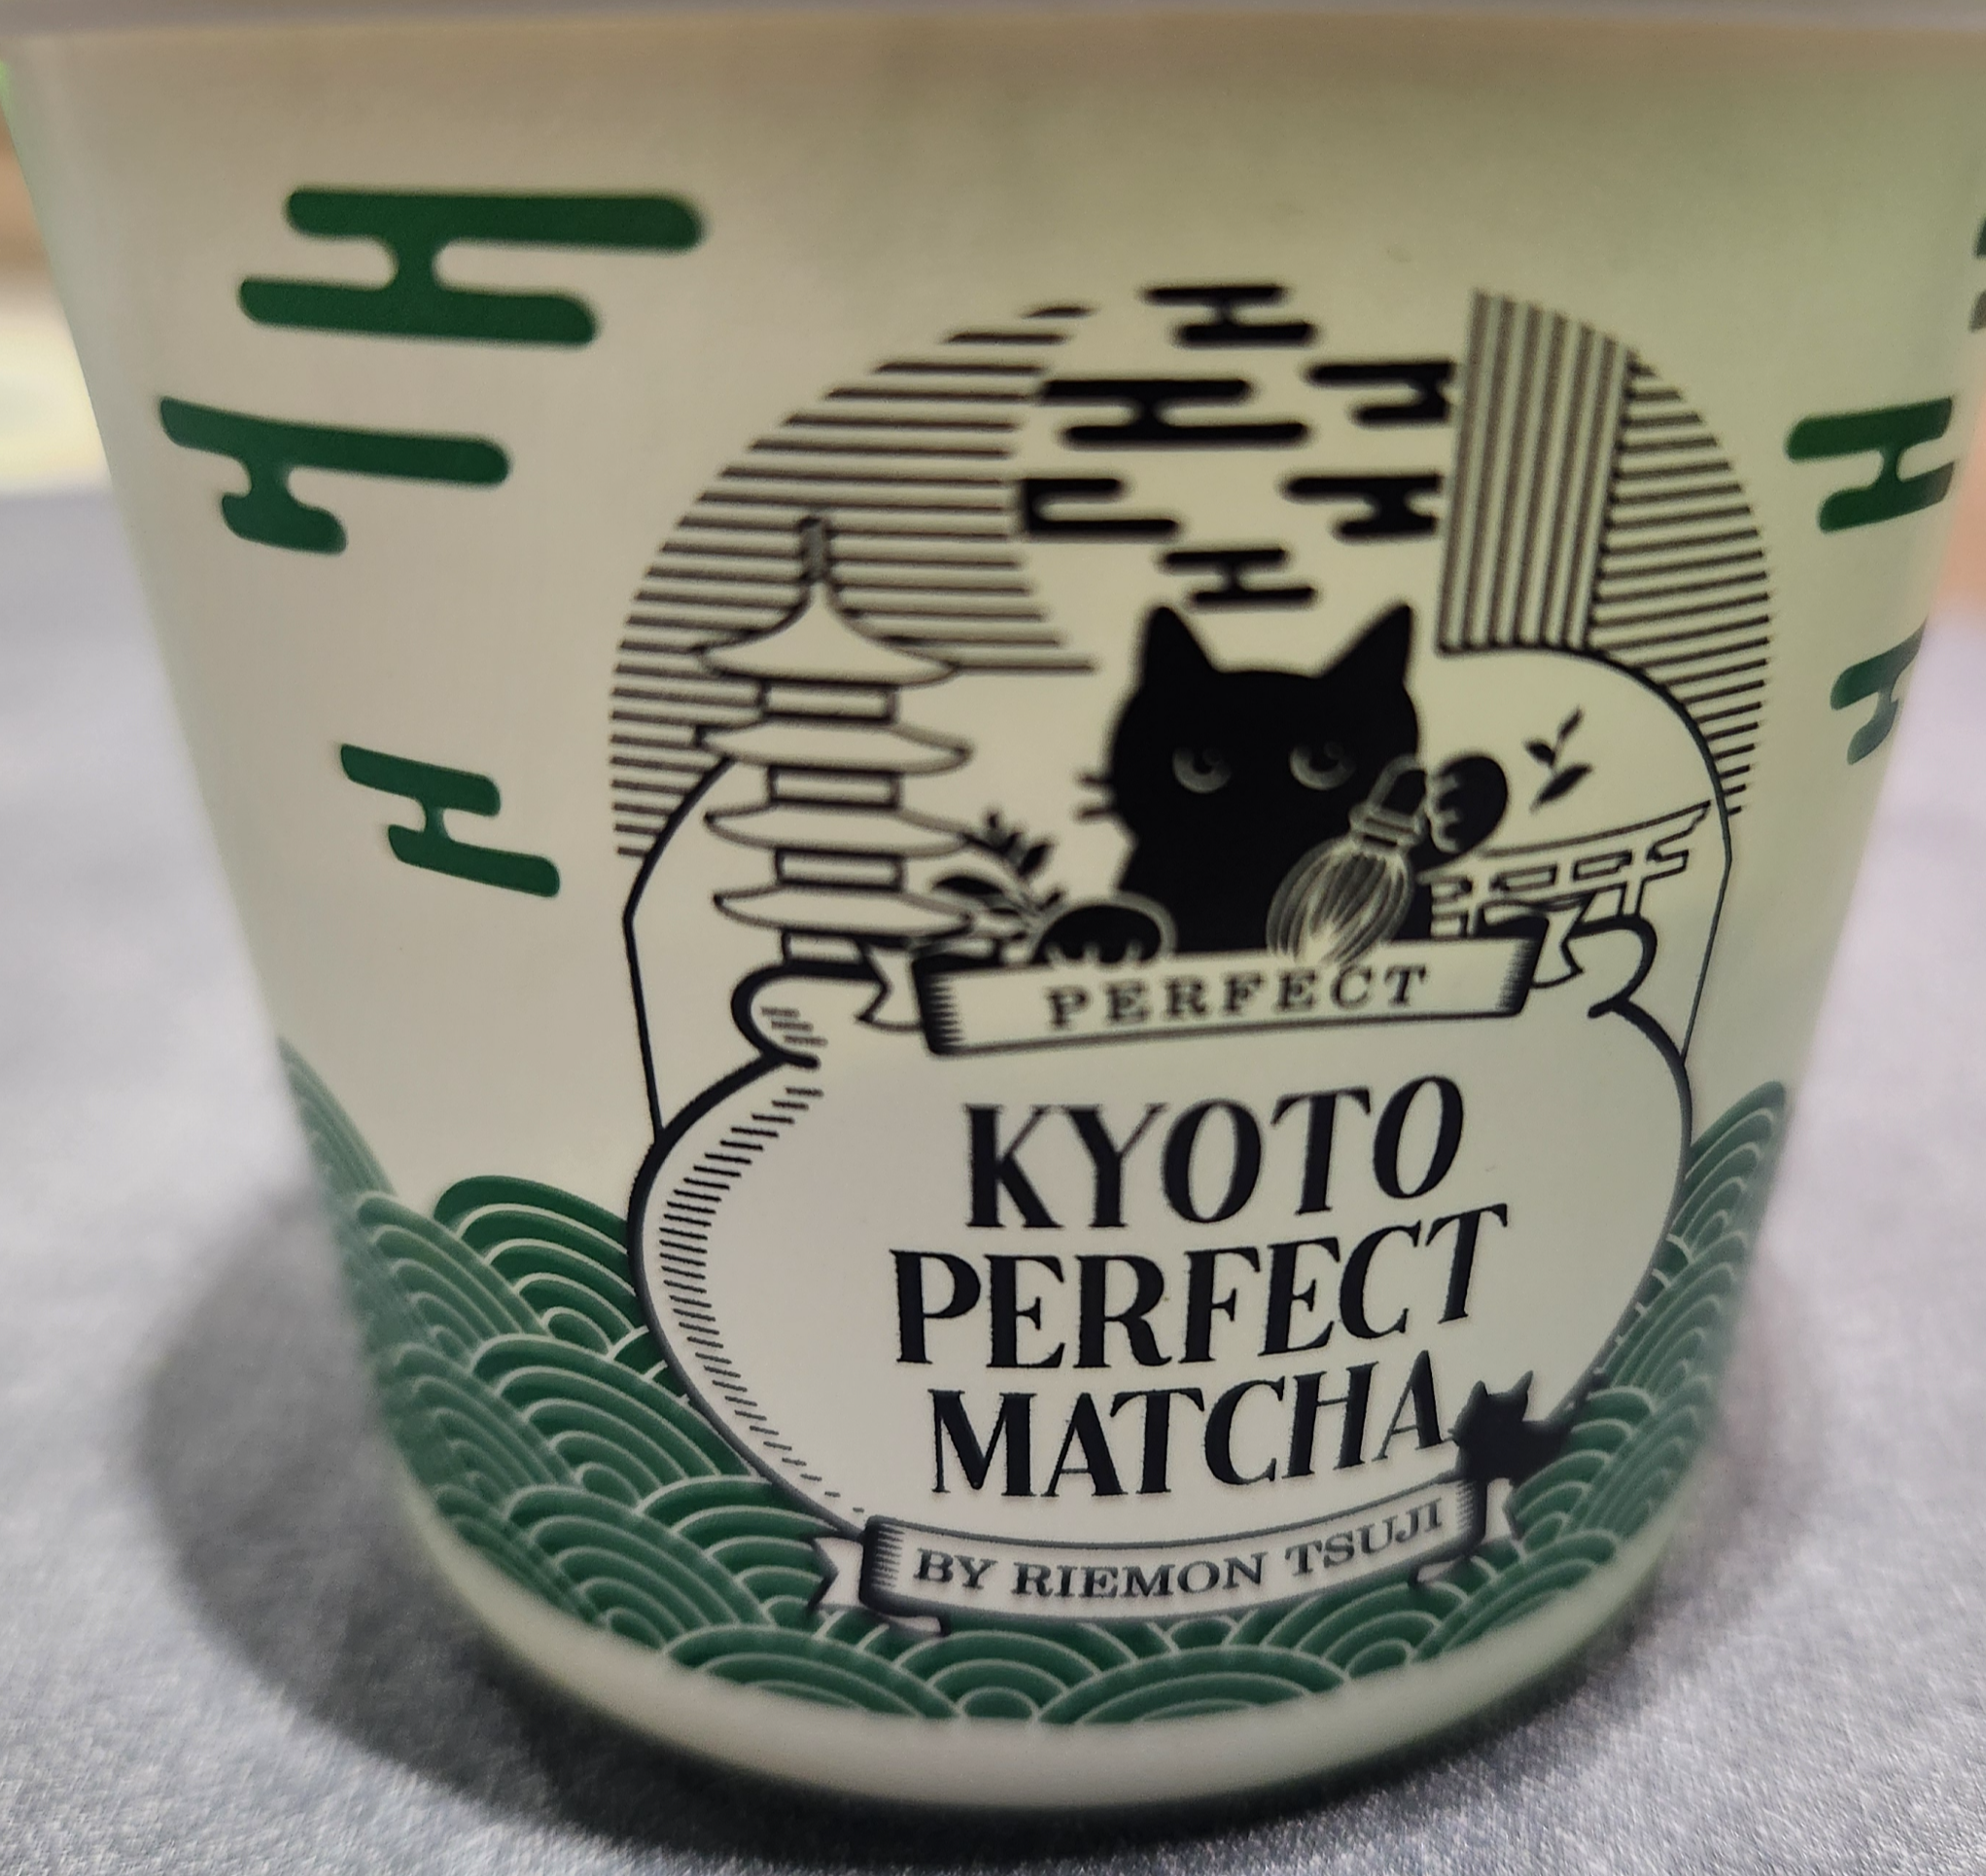 PERFECT
KYOTO
PERFECT
MATCHA
BY RIEMON TSUJI